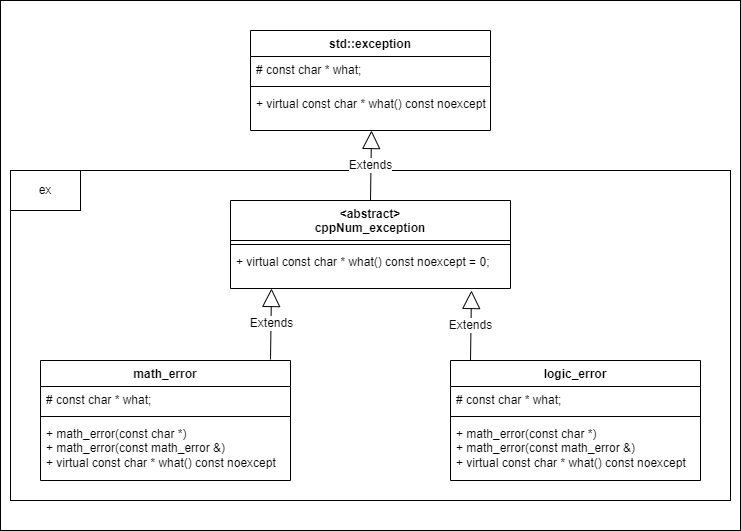 std::exception
# const char * what;
+ virtual const char * what() const noexcept
Extends
ex
<abstract>
cppNum_exception
+ virtual const char * what() const noexcept = 0;
Extends
Extends
math_error
# const char * what;
+ math_error(const char *)
+ math_error(const math_error &)
+ virtual const char * what() const noexcept
logic_error
# const char * what;
+ math_error(const char *)
+ math_error(const math_error &)
+ virtual const char * what() const noexcept